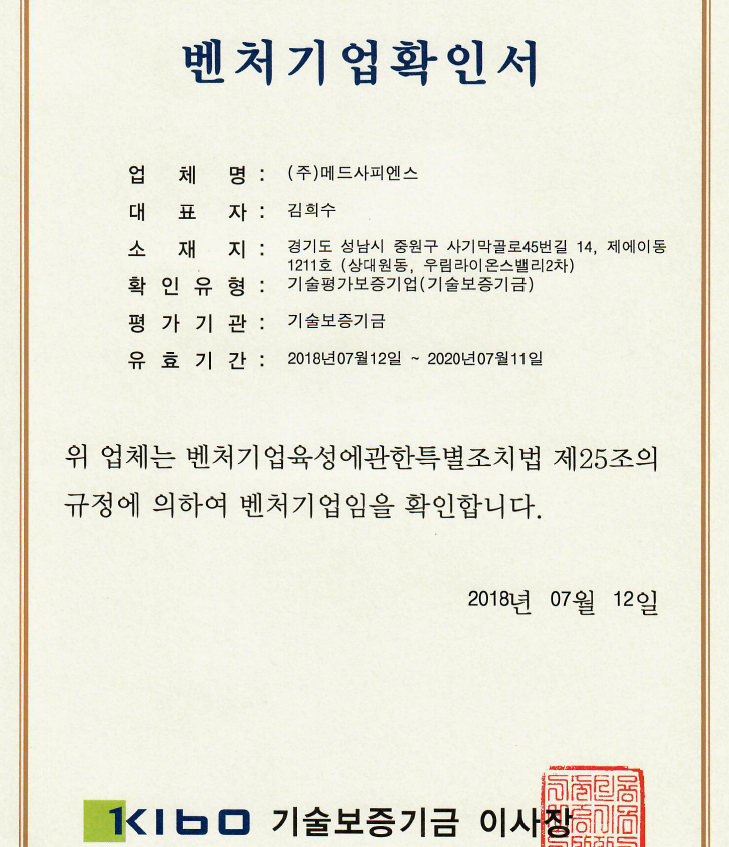 벤처기업확인서
업 체 명 : (주)메드사피엔스
대 표 자 : 김희수
소 재 지 : 경기도 성남시 중원구 사기막골로45번길 14, 제에이동
1211호 (상대원동, 우림라이온스밸리2차)
확 인 유 형 : 기술평가보증기업(기술보증기금)
평 가 기 관 : 기술보증기금
유 효 기 간 : 2018년07월12일 ~ 2020년07월11일
위 업체는 벤처기업육성에관한특별조치법 제25조의
규정에 의하여 벤처기업임을 확인합니다.
2018년 07월 12일
KIBO 기술보증기금 이사장